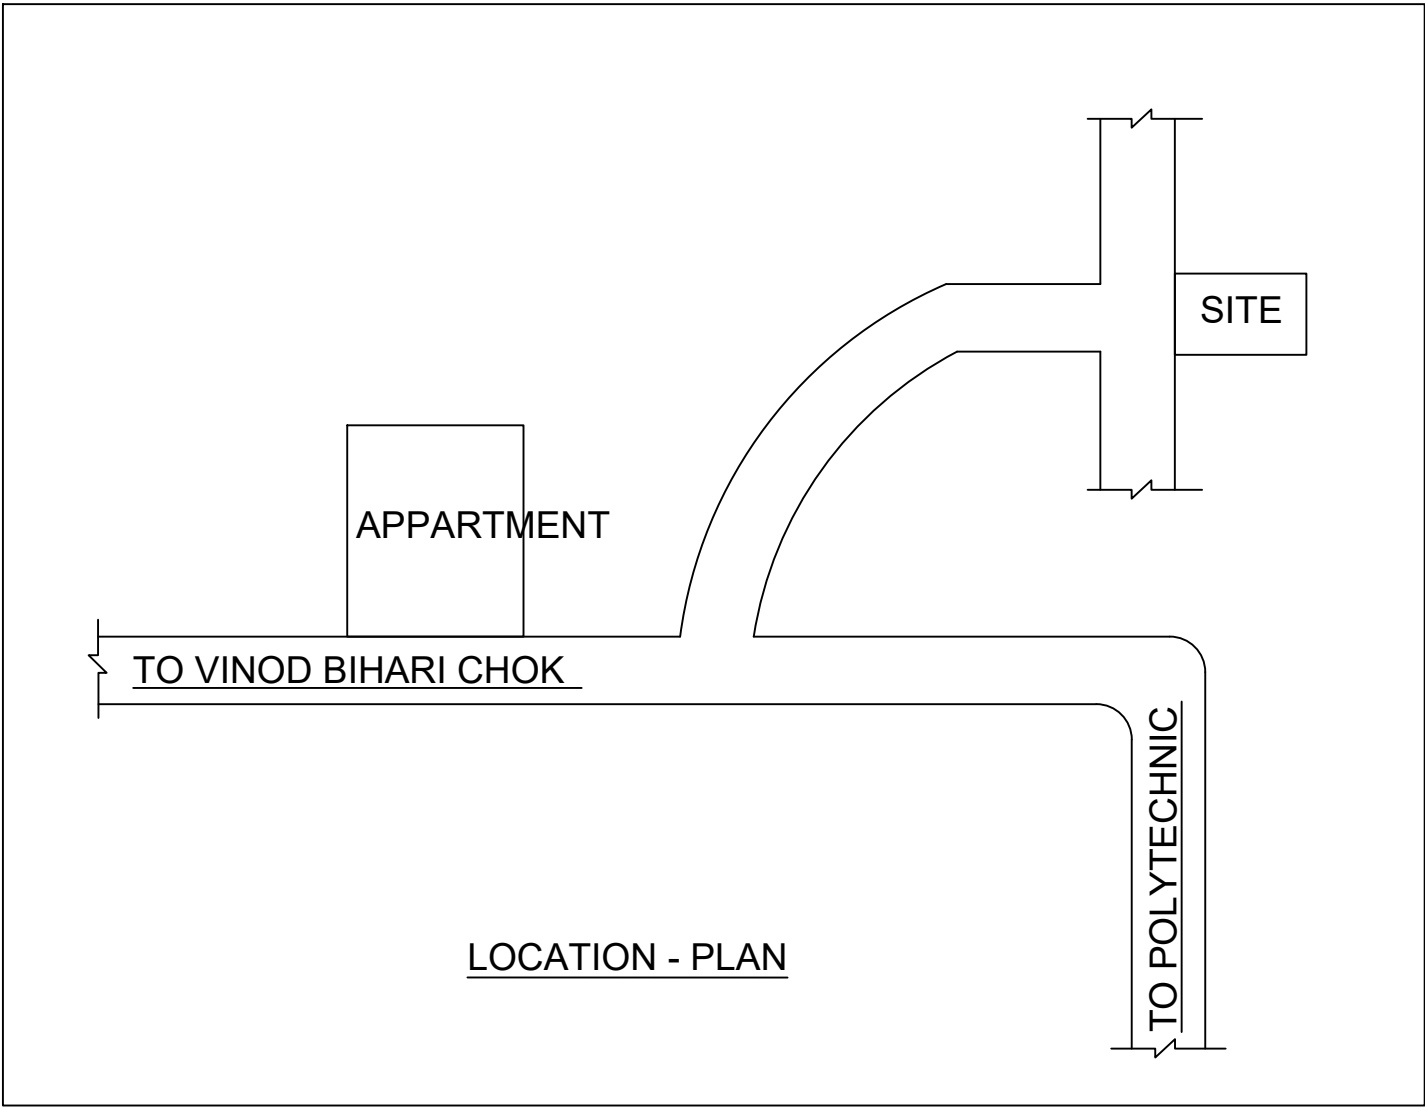 SITE
APPARTMENT
TO VINOD BIHARI CHOK
TO POLYTECHNIC
LOCATION - PLAN